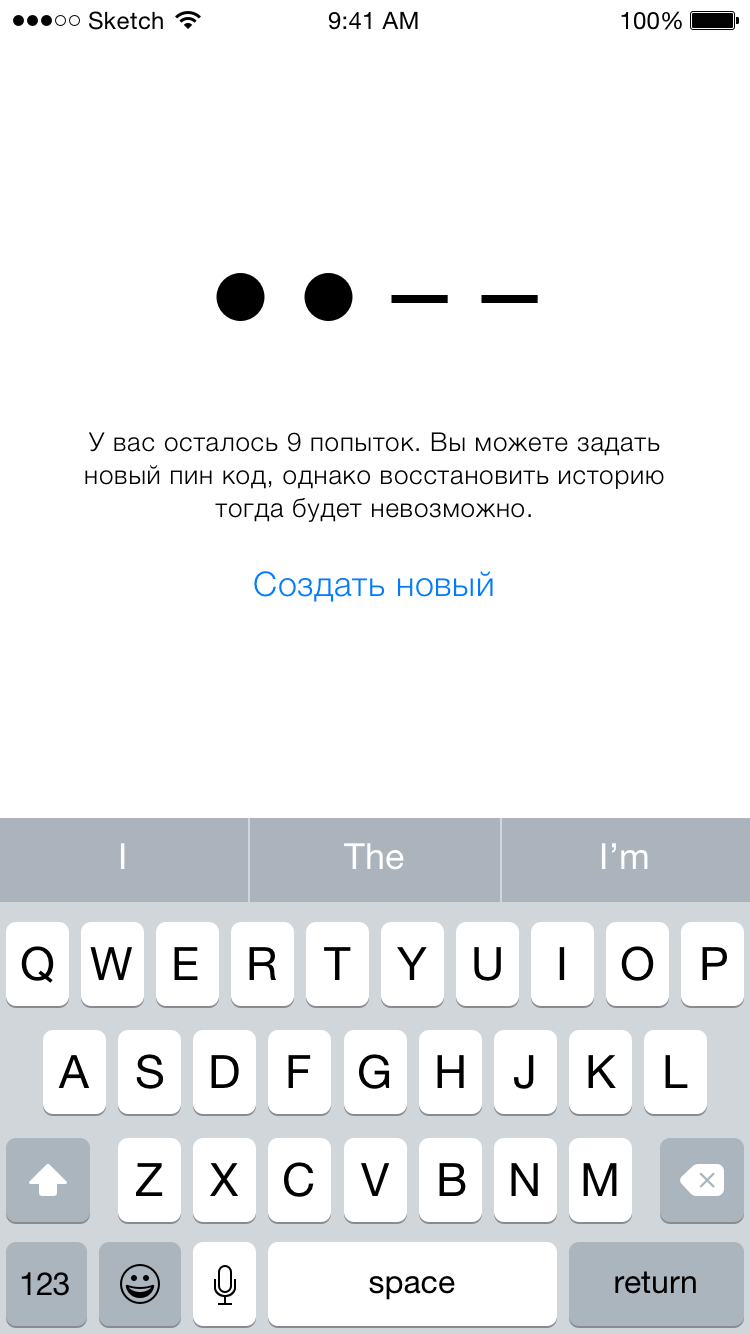 Sketch 9:41 AM 100%
У вас осталось 9 попыток. Вы можете задать
новый пин код, однако восстановить историю
тогда будет невозможно.
Создать новый
I The I’m
Q W E R T Y U I O P
A S D F G H J K L
Z X C V B N M
123 space return